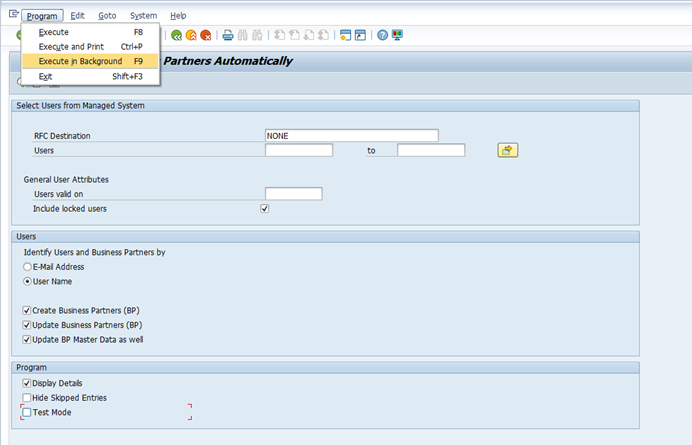 Program Edit Goto System Help
Execute F8
Execute and Print Ctrl+P
Execute in Background F9
Exit Shift+F3
Partners Automatically
Select Users from Managed System
RFC Destination NONE
Users to
General User Attributes
Users valid on
Include locked users
Users
Identify Users and Business Partners by
E-Mail Address
User Name
Create Business Partners (BP)
Update Business Partners (BP)
Update BP Master Data as well
Program
Display Details
Hide Skipped Entries
Test Mode